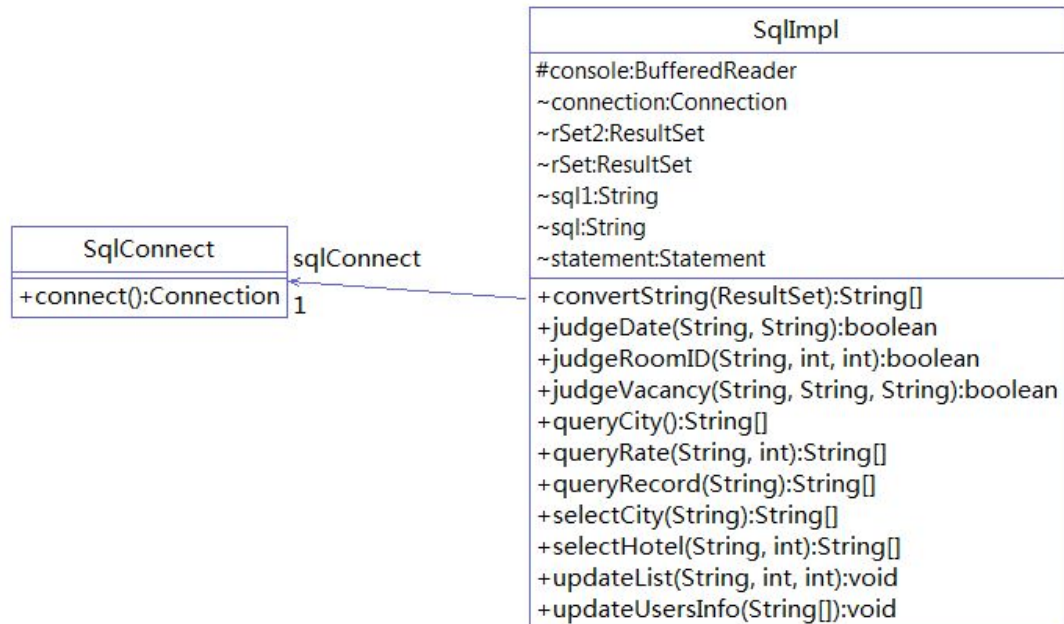 SqlConnect
+connect():Connection
sqlConnect
1
SqlImpl
#console:BufferedReader
~connection:Connection
~rSet2:ResultSet
~rSet:ResultSet
~sql1:String
~sql:String
~statement:Statement
+convertString(ResultSet):String[]
+judgeDate(String, String):boolean
+judgeRoomID(String, int, int):boolean
+judgeVacancy(String, String, String):boolean
+queryCity():String[]
+queryRate(String, int):String[]
+queryRecord(String):String[]
+selectCity(String):String[]
+selectHotel(String, int):String[]
+updateList(String, int, int):void
+updateUsersInfo(String[]):void